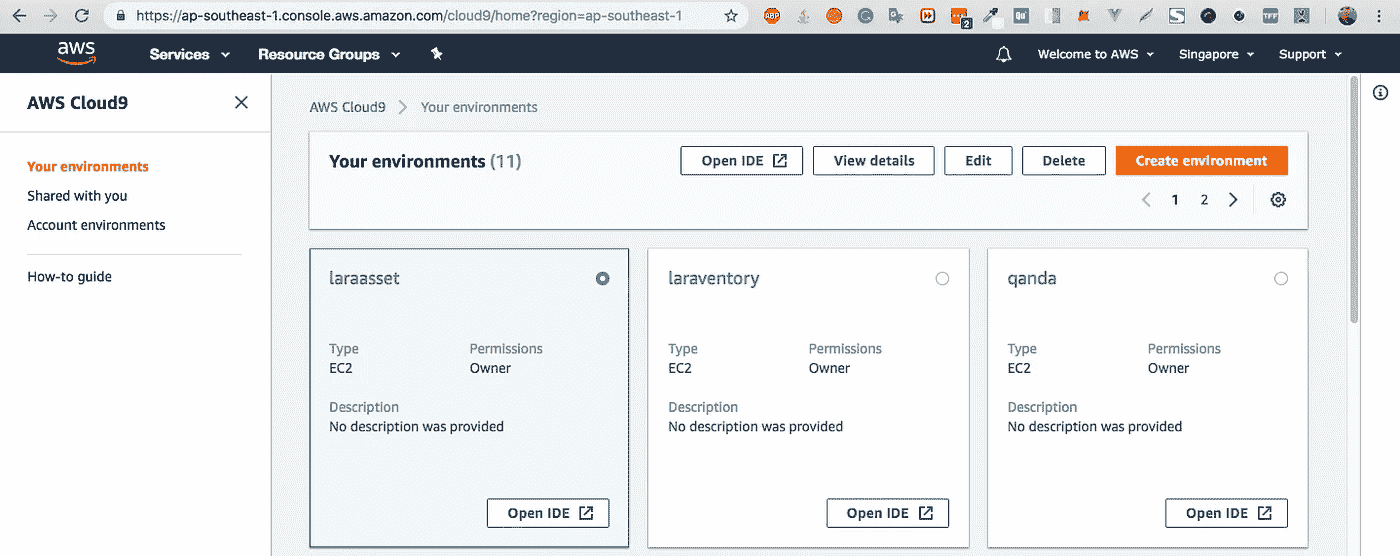 https://ap-southeast-1.console.aws.amazon.com/cloud9/home?region=ap-southeast-1 ABP 2 Qu TFF
aws Services Resource Groups Welcome to AWS Singapore Support
AWS Cloud9
AWS Cloud9 Your environments
Your environments
Shared with you
Account environments
How-to guide
Your environments (11) Open IDE View details Edit Delete Create environment
1 2
laraasset
Type Permissions
EC2 Owner
Description
No description was provided
Open IDE
laraventory
Type Permissions
EC2 Owner
Description
No description was provided
Open IDE
qanda
Type Permissions
EC2 Owner
Description
No description was provided
Open IDE